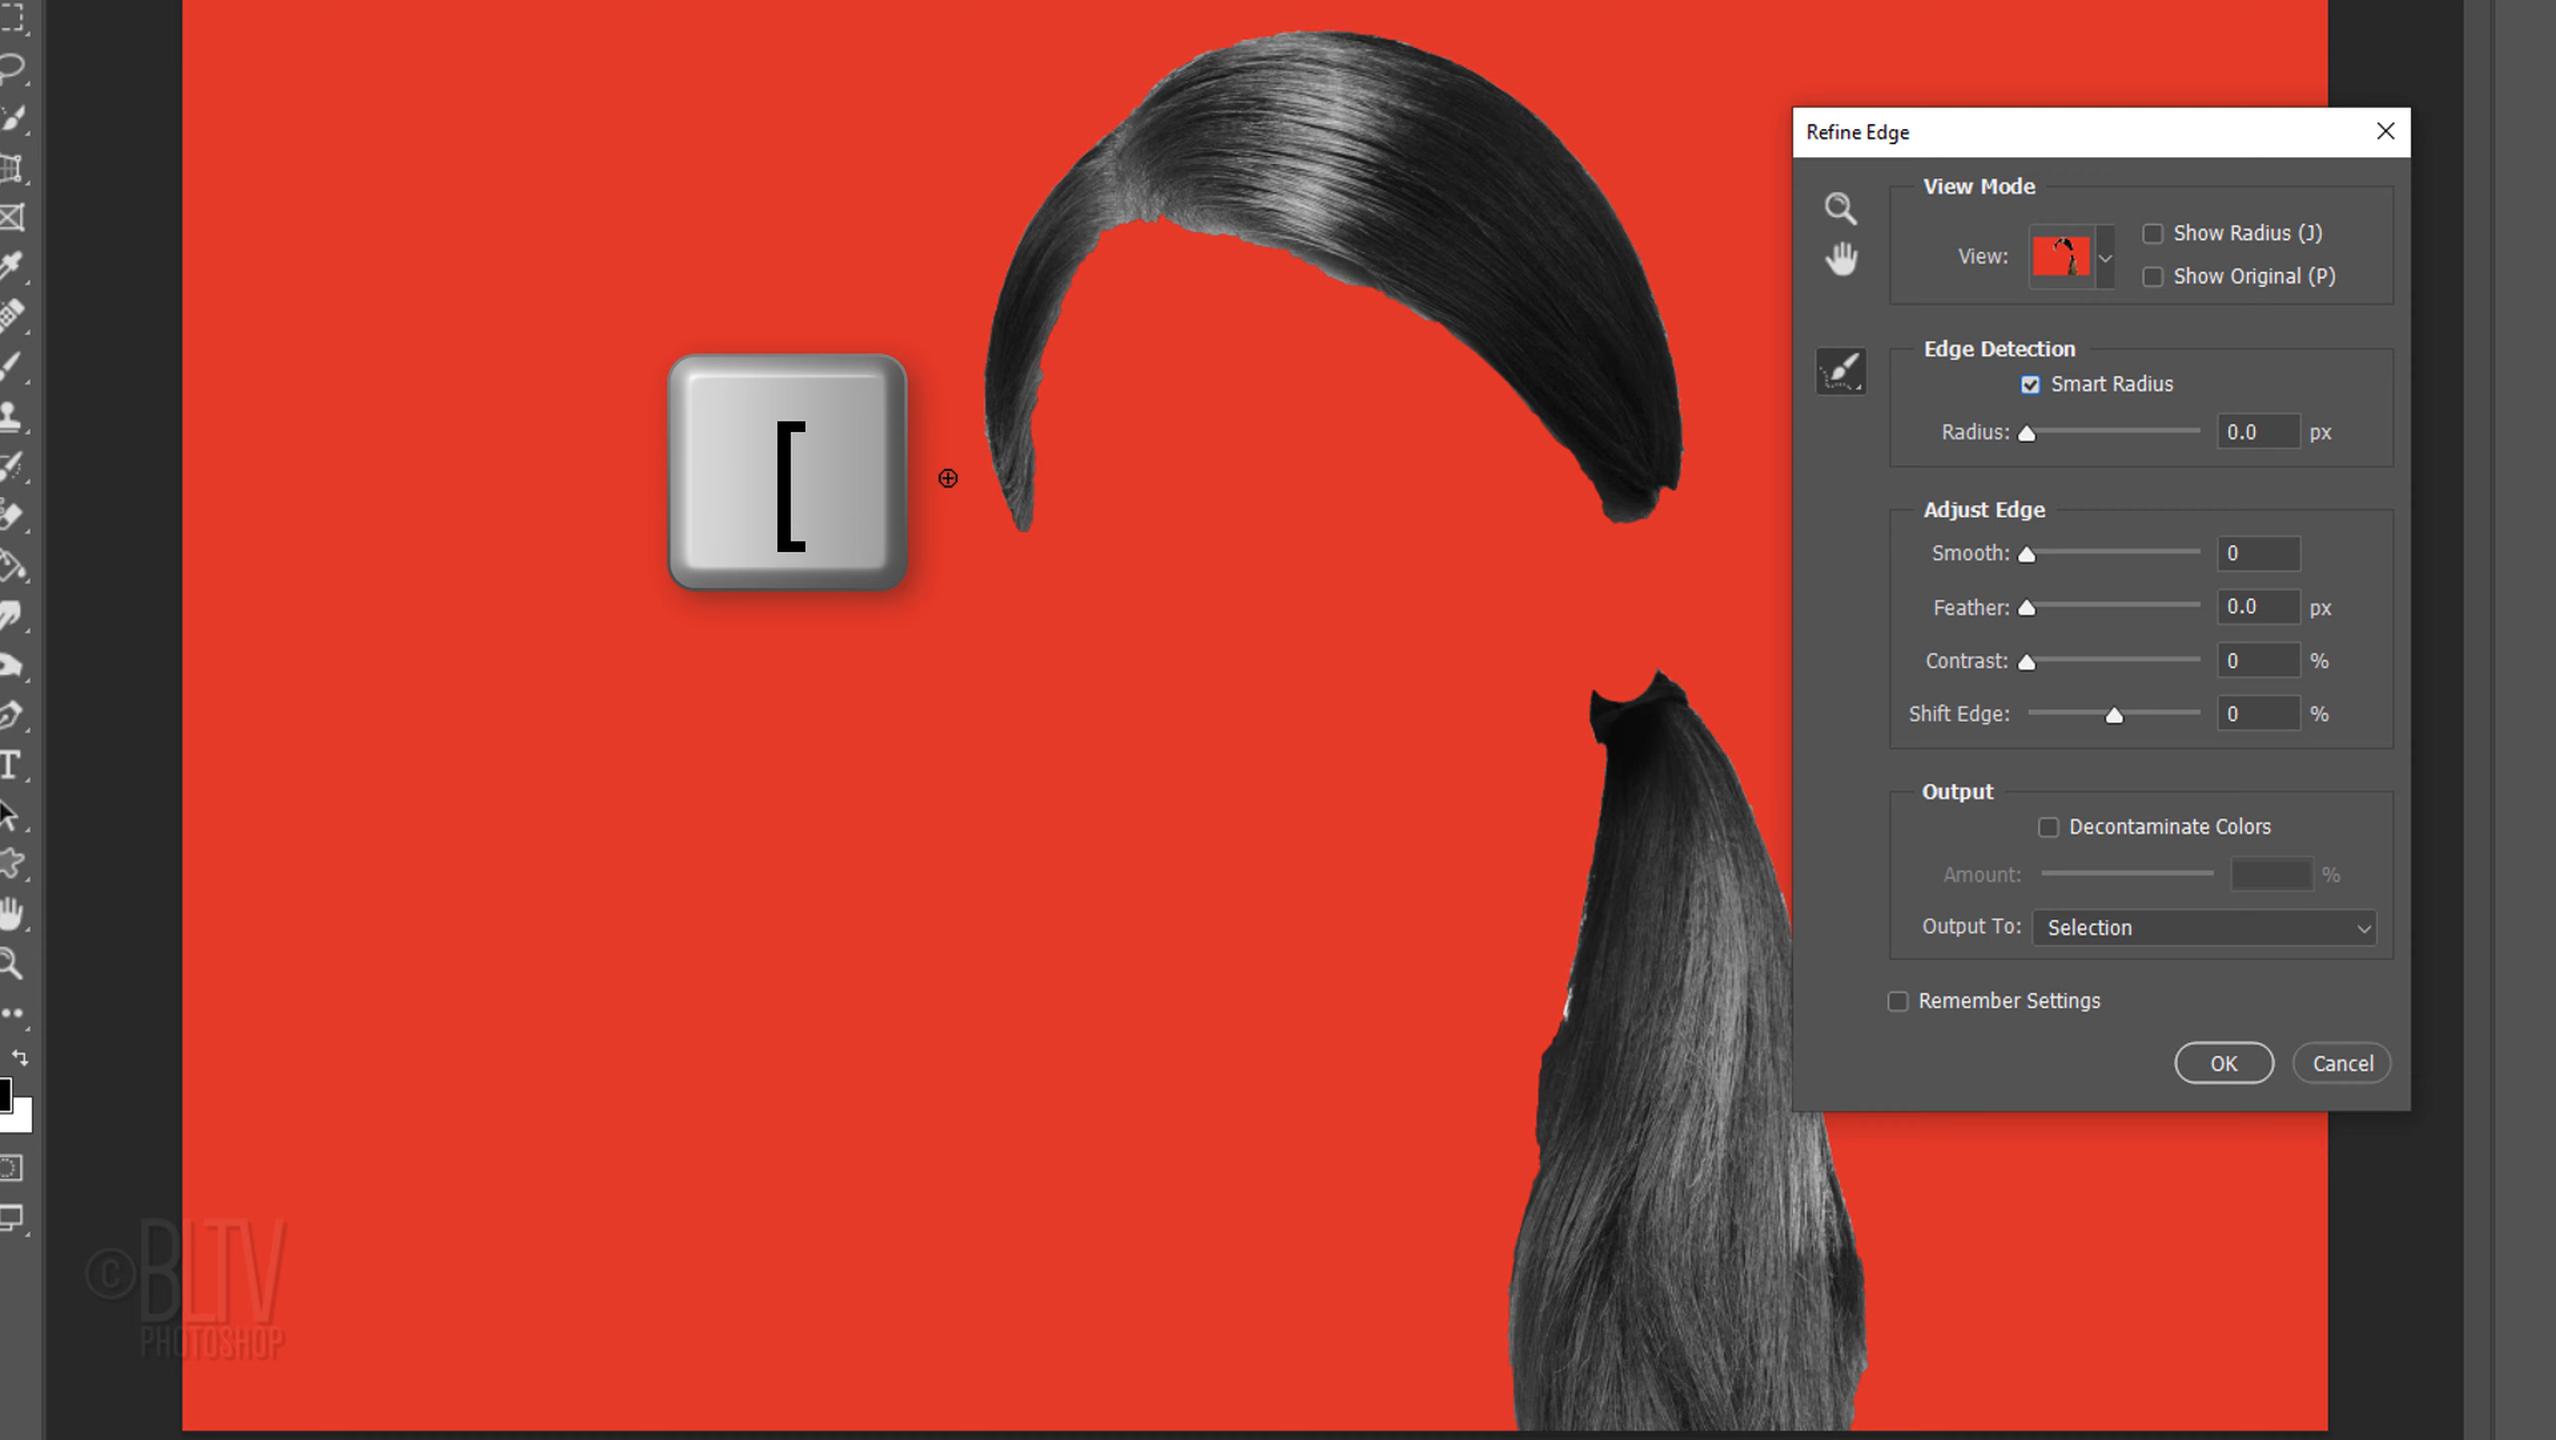 [
Refine Edge
View Mode
View:
Show Radius (J)
Show Original (P)
Edge Detection
Smart Radius
Radius: 0.0 px
Adjust Edge
Smooth: 0
Feather: 0.0 px
Contrast: 0 %
Shift Edge: 0 %
Output
Decontaminate Colors
Amount: %
Output To: Selection
Remember Settings
OK Cancel
©BLTV
PHOTOSHOP